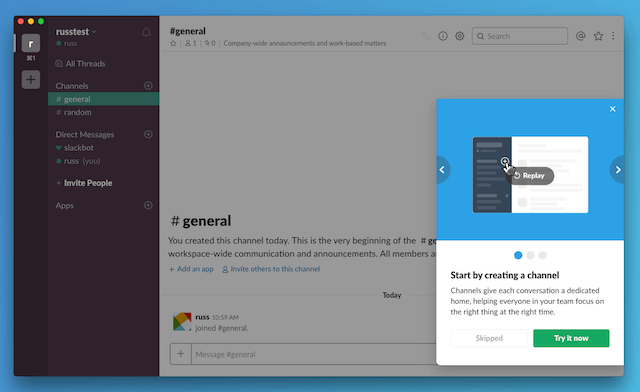 russtest
russ
r
⌘1
All Threads
Channels
# general
# random
Direct Messages
slackbot
russ (you)
+ Invite People
Apps
#general
1
0
Company-wide announcements and work-based matters
Search
#general
You created this channel today. This is the very beginning of the # ge
workspace-wide communication and announcements. All members a
+ Add an app
Invite others to this channel
Today
russ 10:59 AM
joined #general.
Message #general
Replay
Start by creating a channel
Channels give each conversation a dedicated
home, helping everyone in your team focus on
the right thing at the right time.
Skipped
Try it now